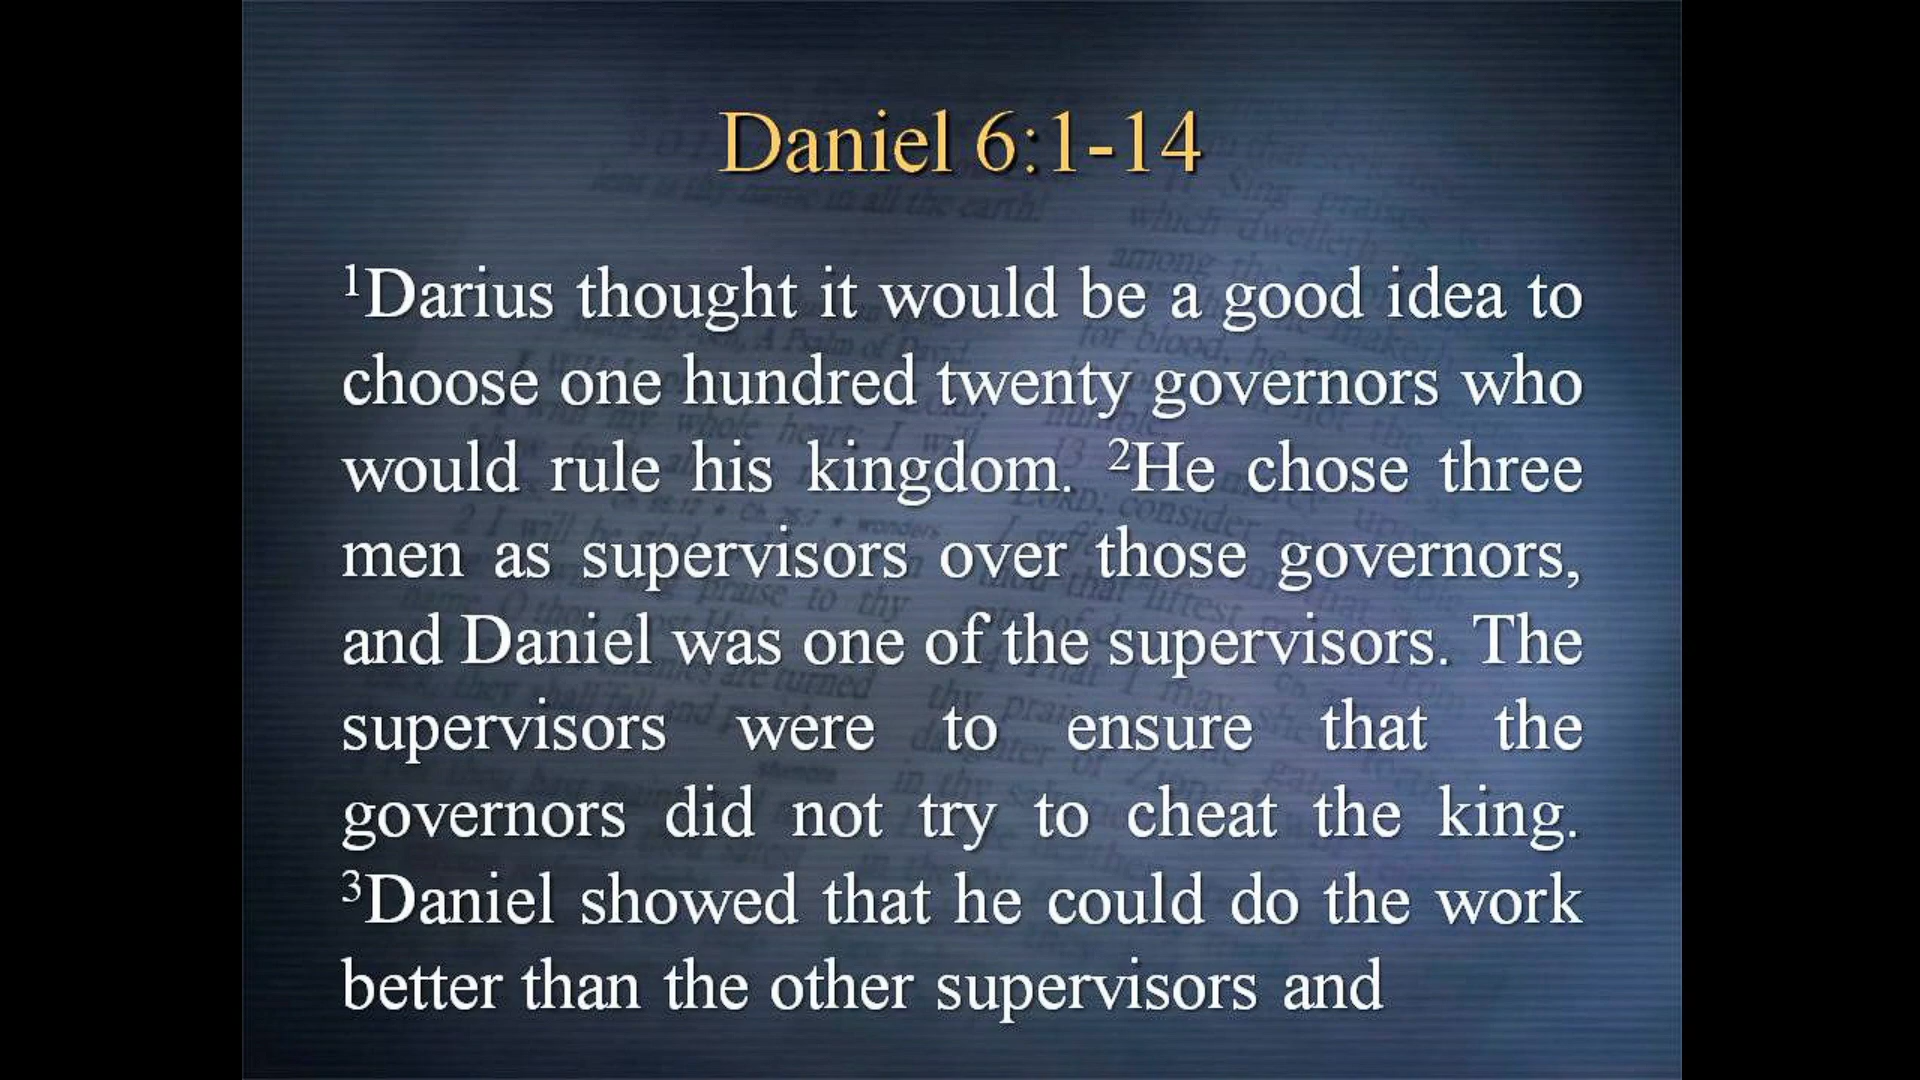 Daniel 6:1-14
¹Darius thought it would be a good idea to
choose one hundred twenty governors who
would rule his kingdom. ²He chose three
men as supervisors over those governors,
and Daniel was one of the supervisors. The
supervisors were to ensure that the
governors did not try to cheat the king.
³Daniel showed that he could do the work
better than the other supervisors and